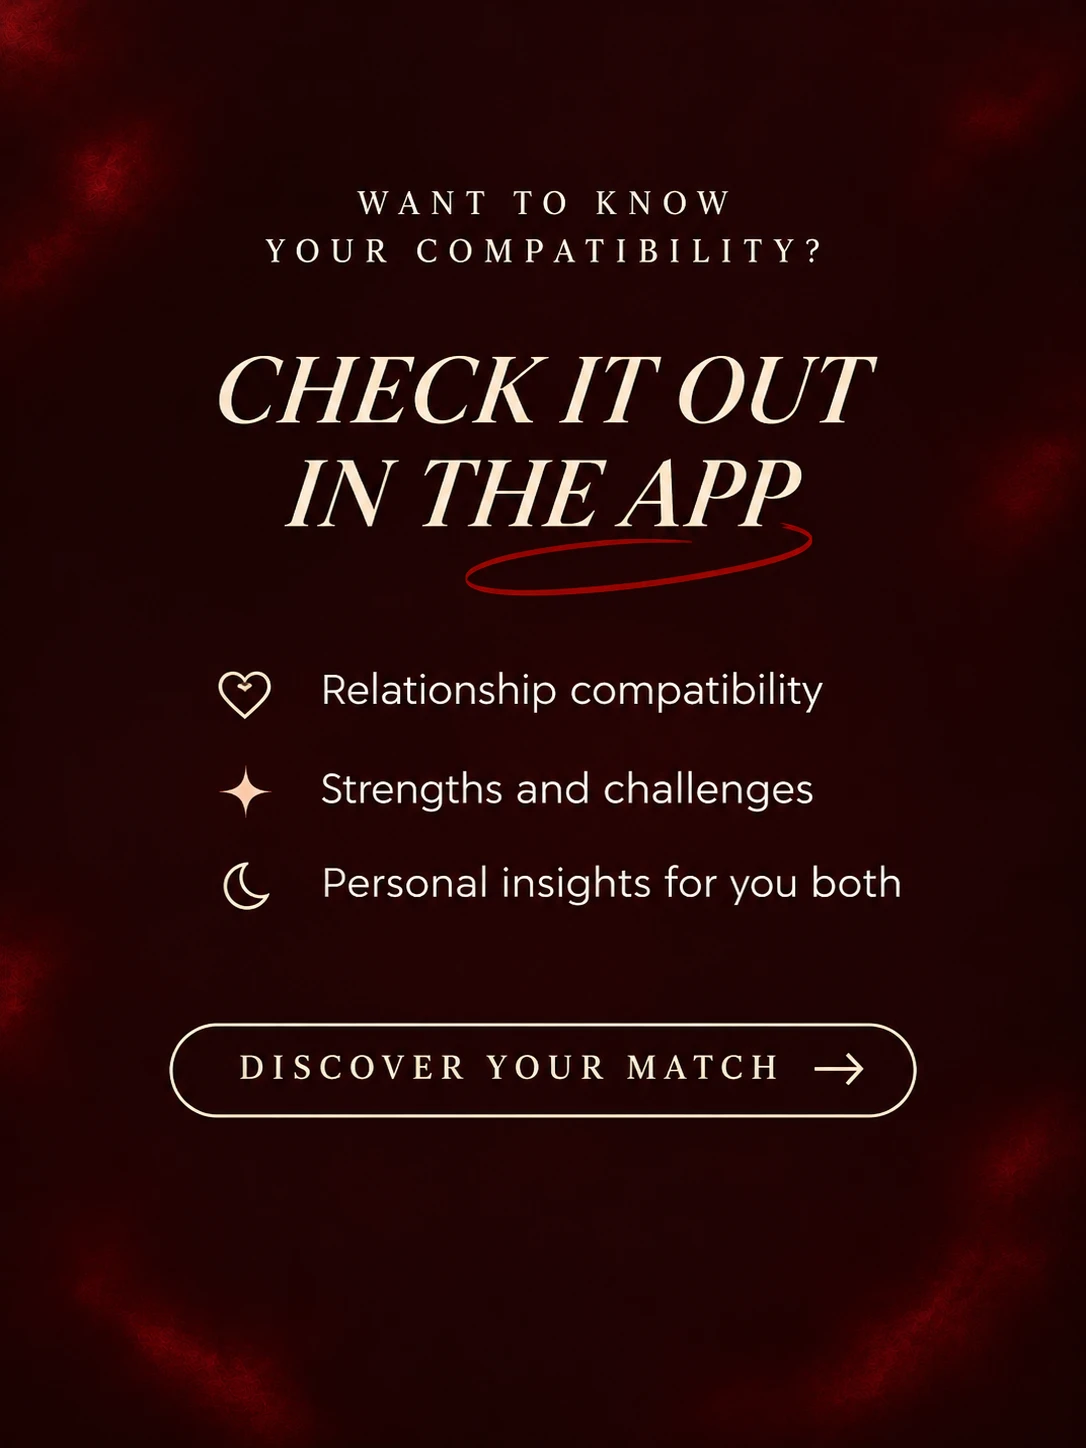 WANT TO KNOW
YOUR COMPATIBILITY?
CHECK IT OUT
IN THE APP
Relationship compatibility
Strengths and challenges
Personal insights for you both
DISCOVER YOUR MATCH →